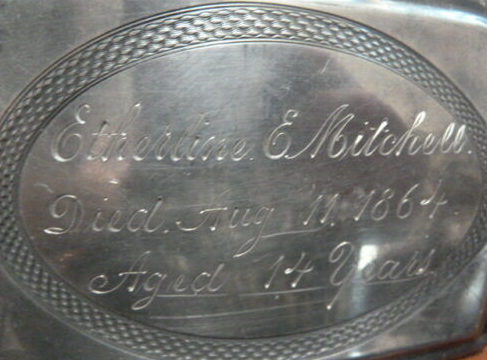 Etherline. E Mitchell.
Died. Aug 11. 1864.
Aged 14 Years